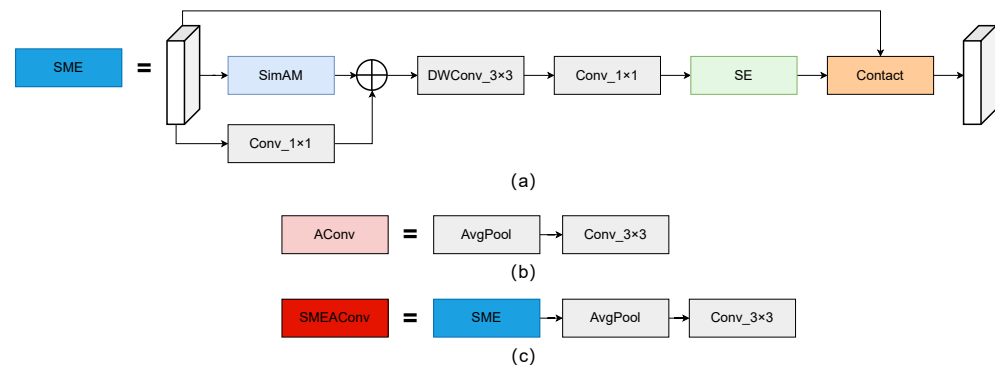 SME = SimAM DWConv_3×3 Conv_1×1 SE Contact
Conv_1×1
(a)
AConv = AvgPool Conv_3×3
(b)
SMEAConv = SME AvgPool Conv_3×3
(c)